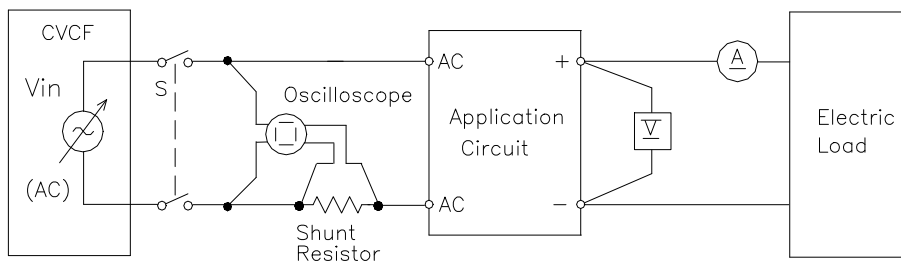 CVCF
Vin
(AC)
S
Oscilloscope
Shunt
Resistor
AC
AC
Application
Circuit
+
−
A
V
Electric
Load